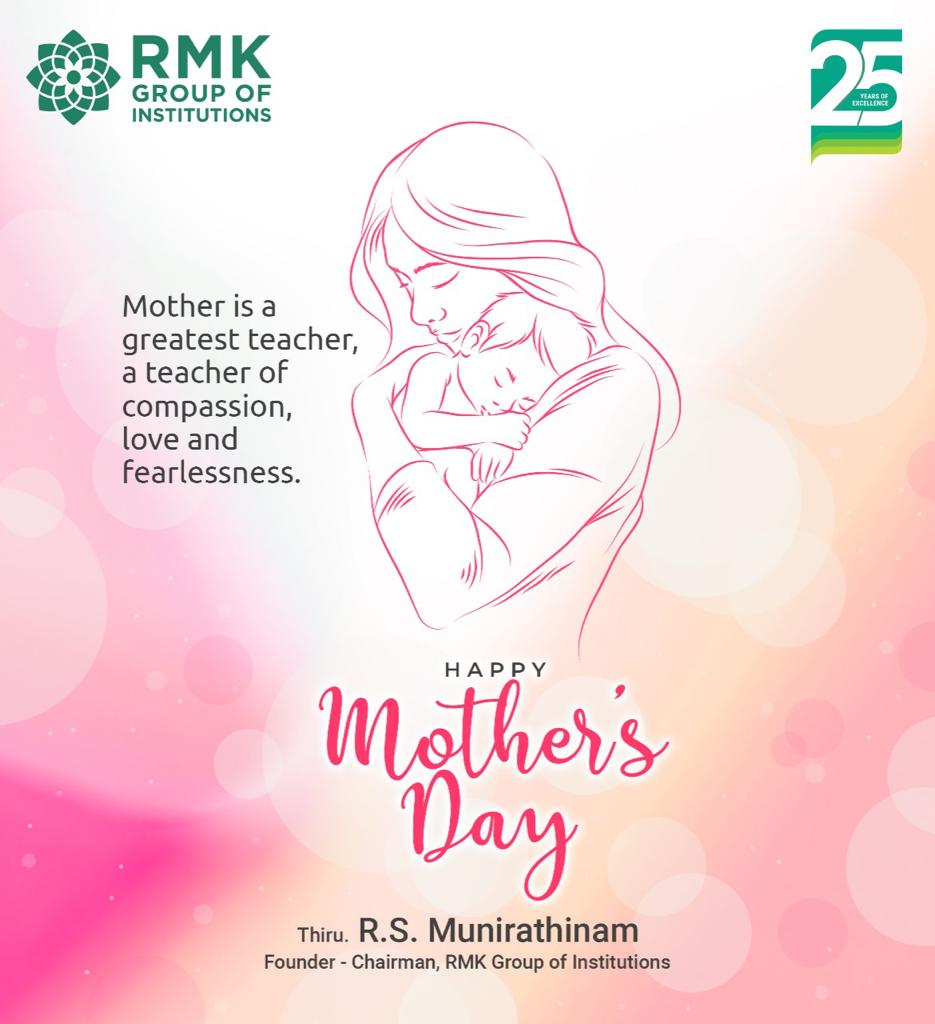 RMK
GROUP OF
INSTITUTIONS
25
YEARS OF
EXCELLENCE
Mother is a
greatest teacher,
a teacher of
compassion,
love and
fearlessness.
HAPPY
Mother's
Day
Thiru. R.S. Munirathinam
Founder - Chairman, RMK Group of Institutions